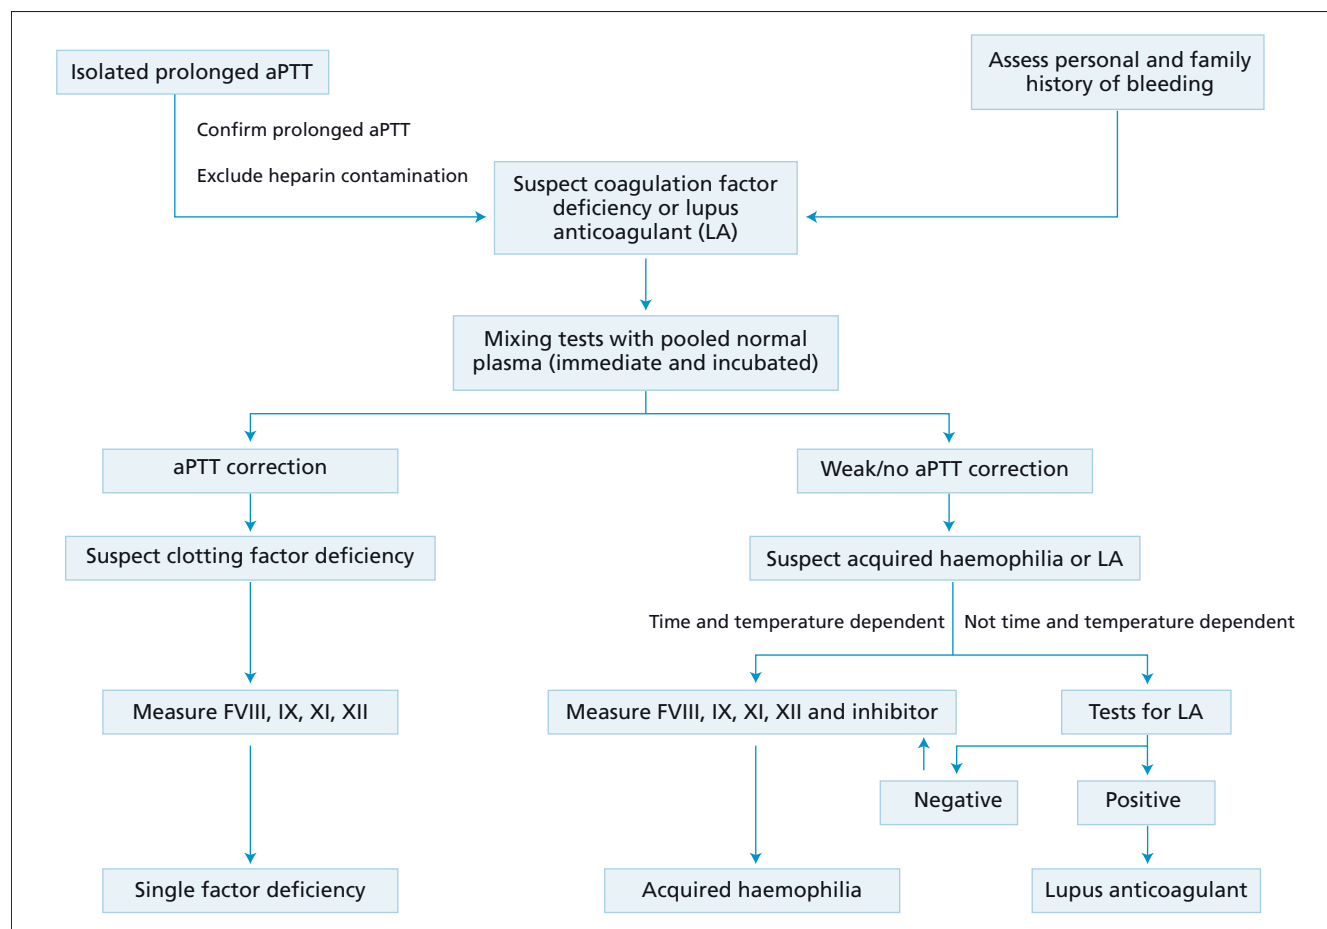 Isolated prolonged aPTT
Assess personal and family
history of bleeding
Confirm prolonged aPTT
Exclude heparin contamination
Suspect coagulation factor
deficiency or lupus
anticoagulant (LA)
Mixing tests with pooled normal
plasma (immediate and incubated)
aPTT correction
Weak/no aPTT correction
Suspect clotting factor deficiency
Suspect acquired haemophilia or LA
Time and temperature dependent
Not time and temperature dependent
Measure FVIII, IX, XI, XII
Measure FVIII, IX, XI, XII and inhibitor
Tests for LA
Negative
Positive
Single factor deficiency
Acquired haemophilia
Lupus anticoagulant